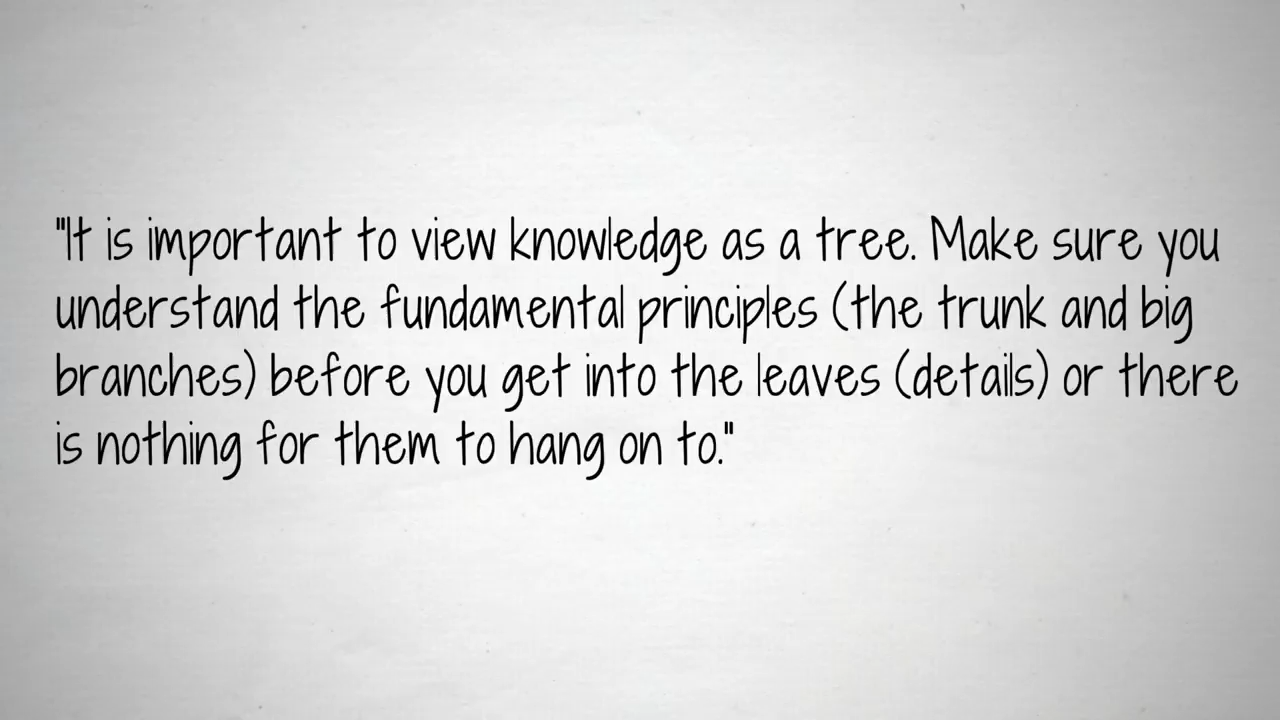 "It is important to view knowledge as a tree. Make sure you
understand the fundamental principles (the trunk and big
branches) before you get into the leaves (details) or there
is nothing for them to hang on to."